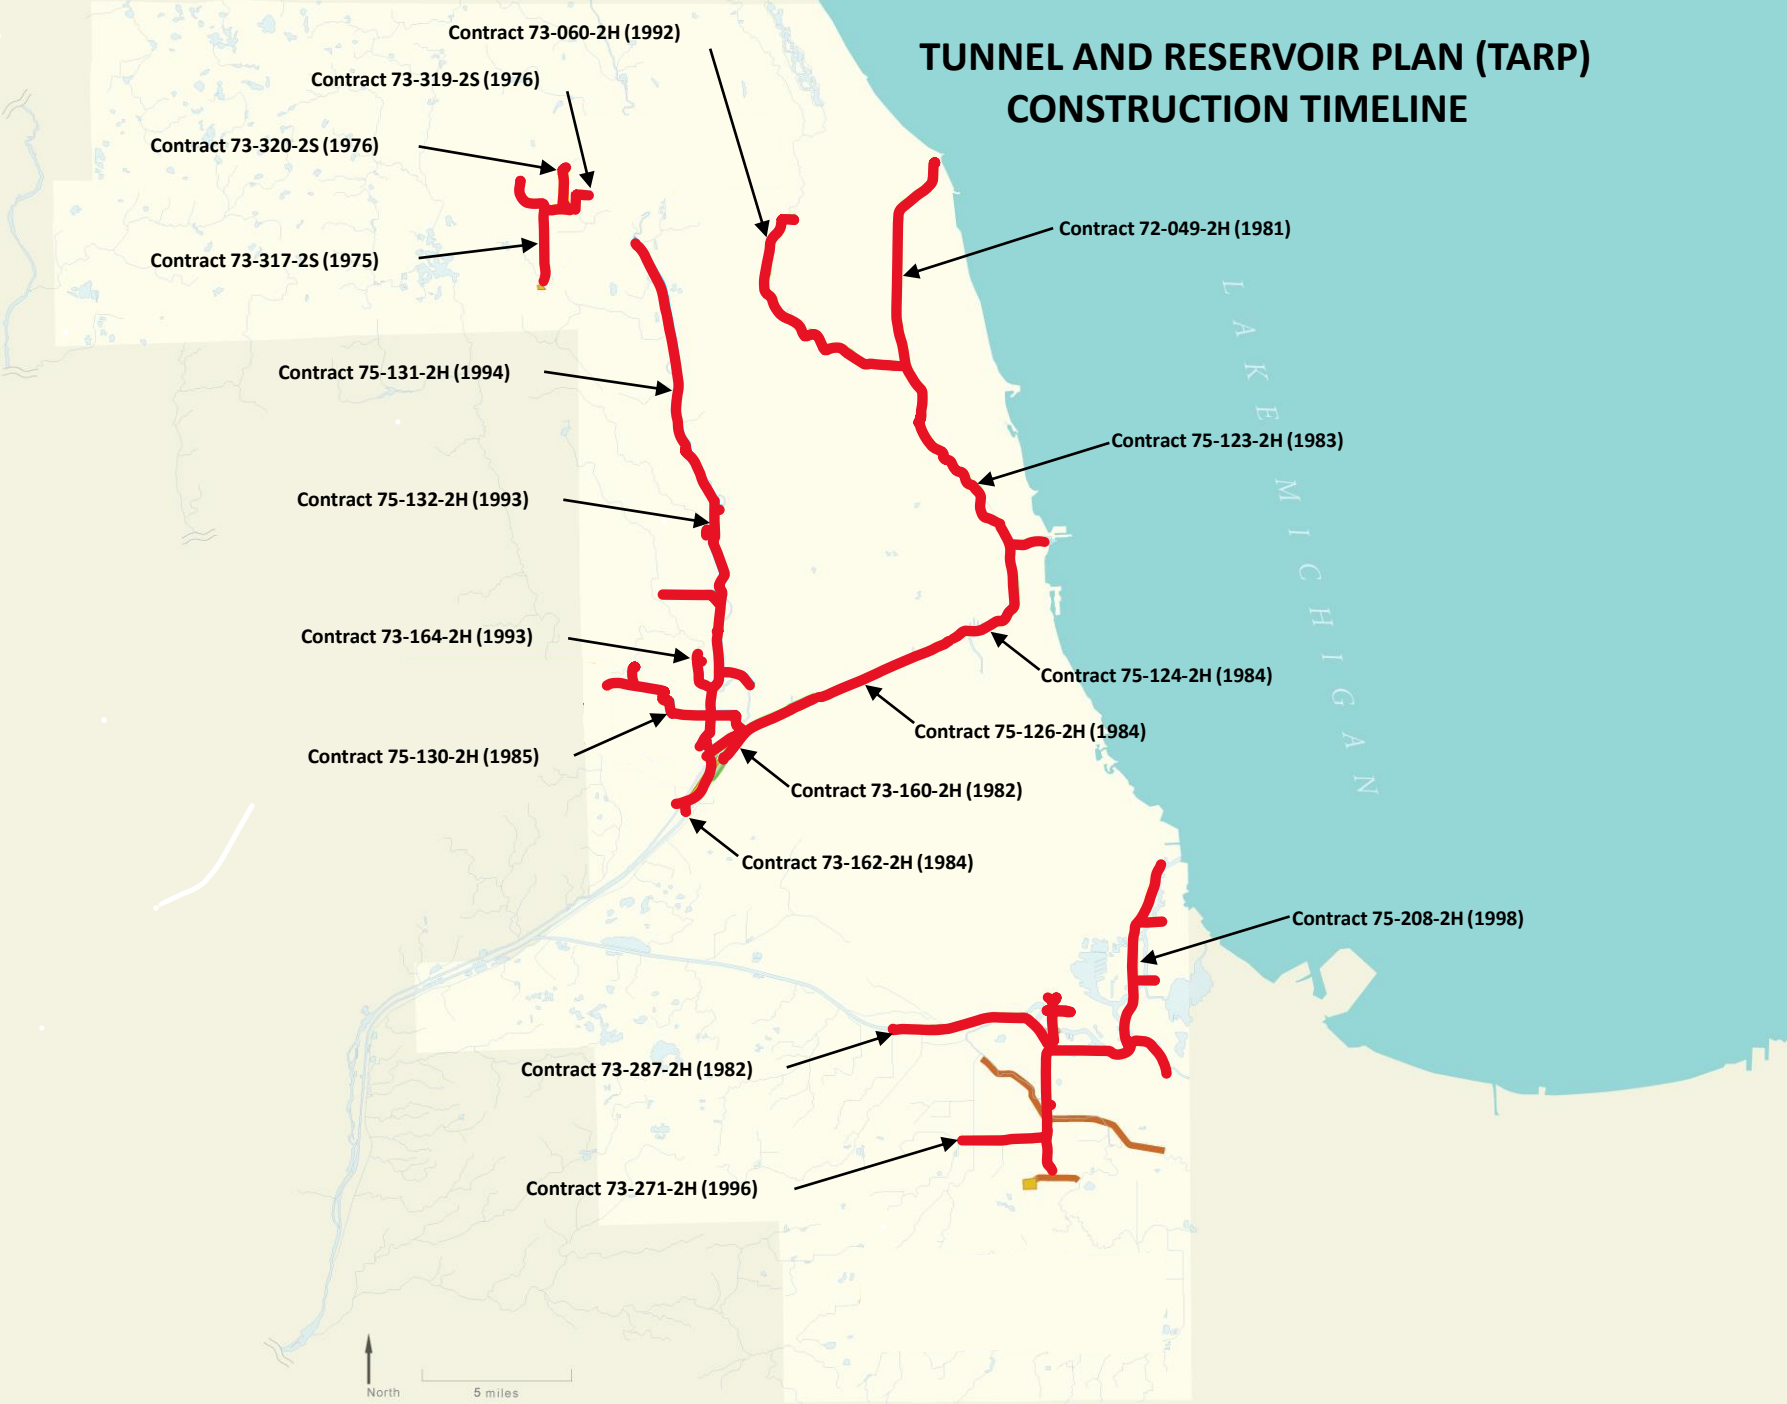 TUNNEL AND RESERVOIR PLAN (TARP)
CONSTRUCTION TIMELINE
Contract 73-060-2H (1992)
Contract 73-319-2S (1976)
Contract 73-320-2S (1976)
Contract 73-317-2S (1975)
Contract 72-049-2H (1981)
Contract 75-131-2H (1994)
Contract 75-123-2H (1983)
Contract 75-132-2H (1993)
Contract 73-164-2H (1993)
Contract 75-124-2H (1984)
Contract 75-126-2H (1984)
Contract 75-130-2H (1985)
Contract 73-160-2H (1982)
Contract 73-162-2H (1984)
Contract 75-208-2H (1998)
Contract 73-287-2H (1982)
Contract 73-271-2H (1996)
LAKE MICHIGAN
North
5 miles